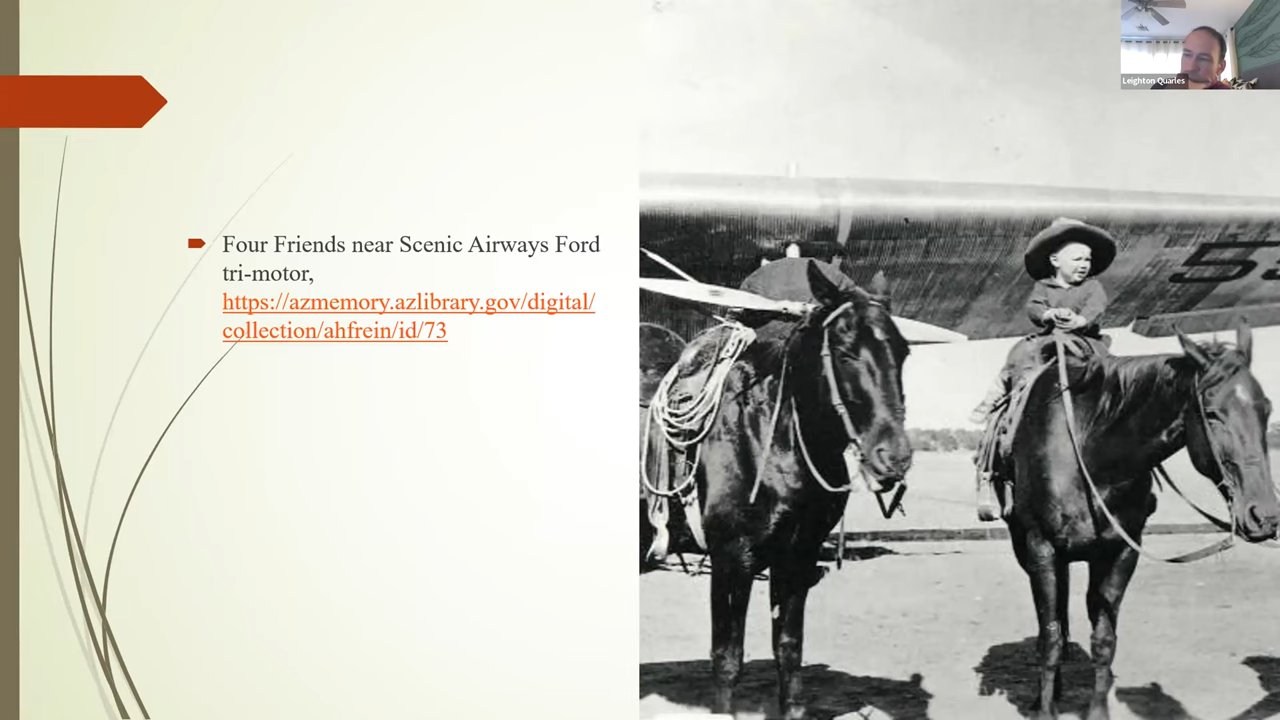 Leighton Quarles
Four Friends near Scenic Airways Ford
tri-motor,
https://azmemory.azlibrary.gov/digital/
collection/ahfrein/id/73